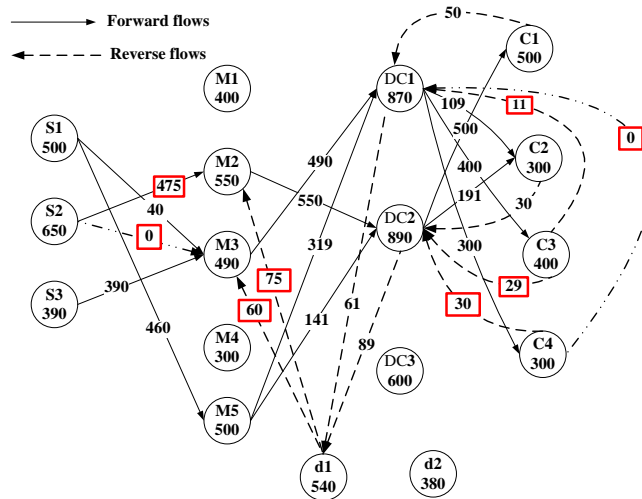 Forward flows
Reverse flows
S1
500
S2
650
S3
390
M1
400
M2
550
M3
490
M4
300
M5
500
DC1
870
DC2
890
DC3
600
C1
500
C2
300
C3
400
C4
300
d1
540
d2
380
50
109
500
11
0
475
40
0
390
460
490
550
319
141
400
191
30
300
29
30
75
60
61
89